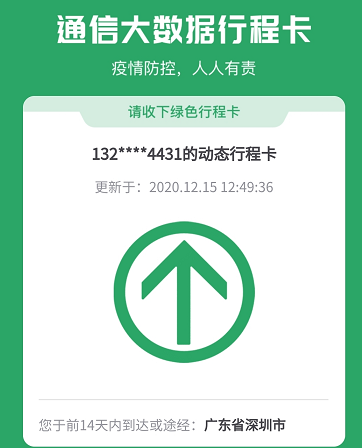 通信大数据行程卡
疫情防控，人人有责
请收下绿色行程卡
132****4431的动态行程卡
更新于：2020.12.15 12:49:36
您于前14天内到达或途经：广东省深圳市